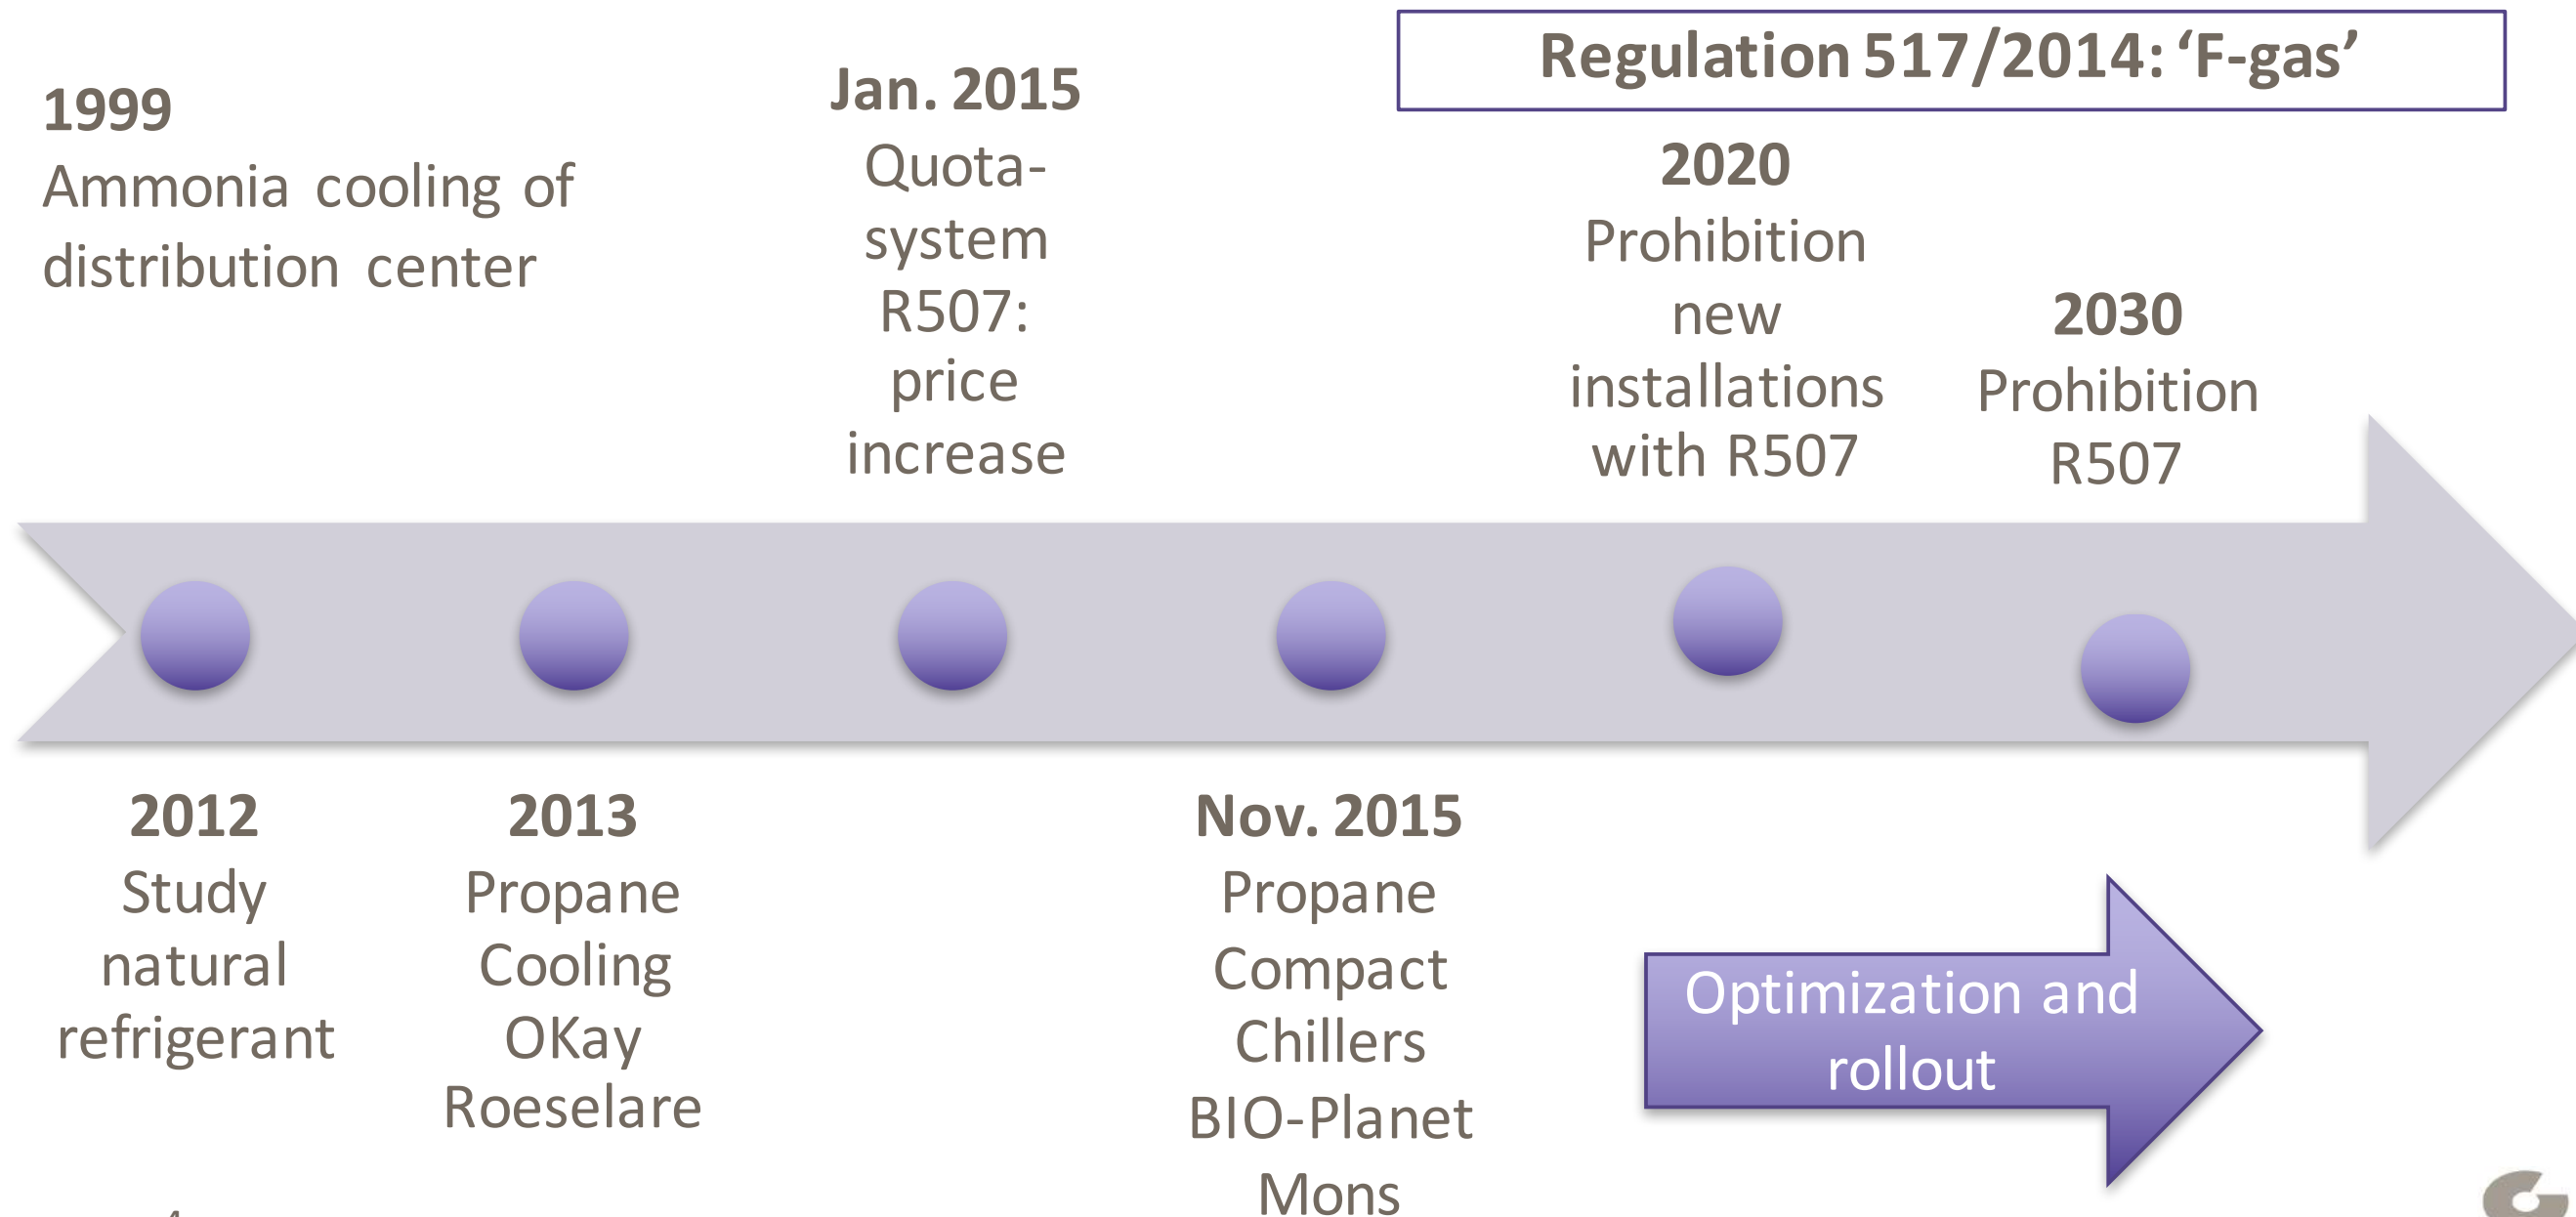 Regulation 517/2014: ‘F-gas’
1999
Ammonia cooling of
distribution center
Jan. 2015
Quota-
system
R507:
price
increase
2020
Prohibition
new
installations
with R507
2030
Prohibition
R507
2012
Study
natural
refrigerant
2013
Propane
Cooling
OKay
Roeselare
Nov. 2015
Propane
Compact
Chillers
BIO-Planet
Mons
Optimization and
rollout